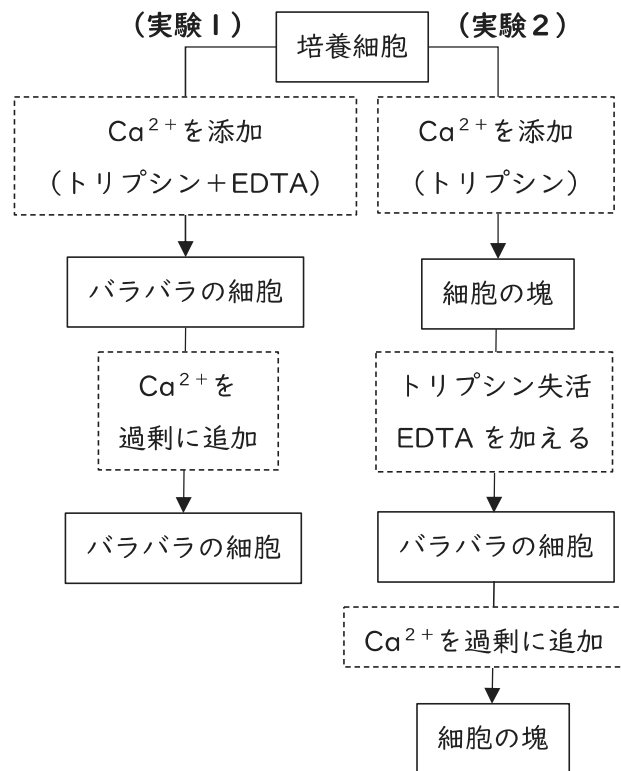 (実験1)
培養細胞
(実験2)
Ca²⁺を添加
(トリプシン+EDTA)
Ca²⁺を添加
(トリプシン)
バラバラの細胞
細胞の塊
Ca²⁺を
過剰に追加
トリプシン失活
EDTA を加える
バラバラの細胞
バラバラの細胞
Ca²⁺を過剰に追加
細胞の塊